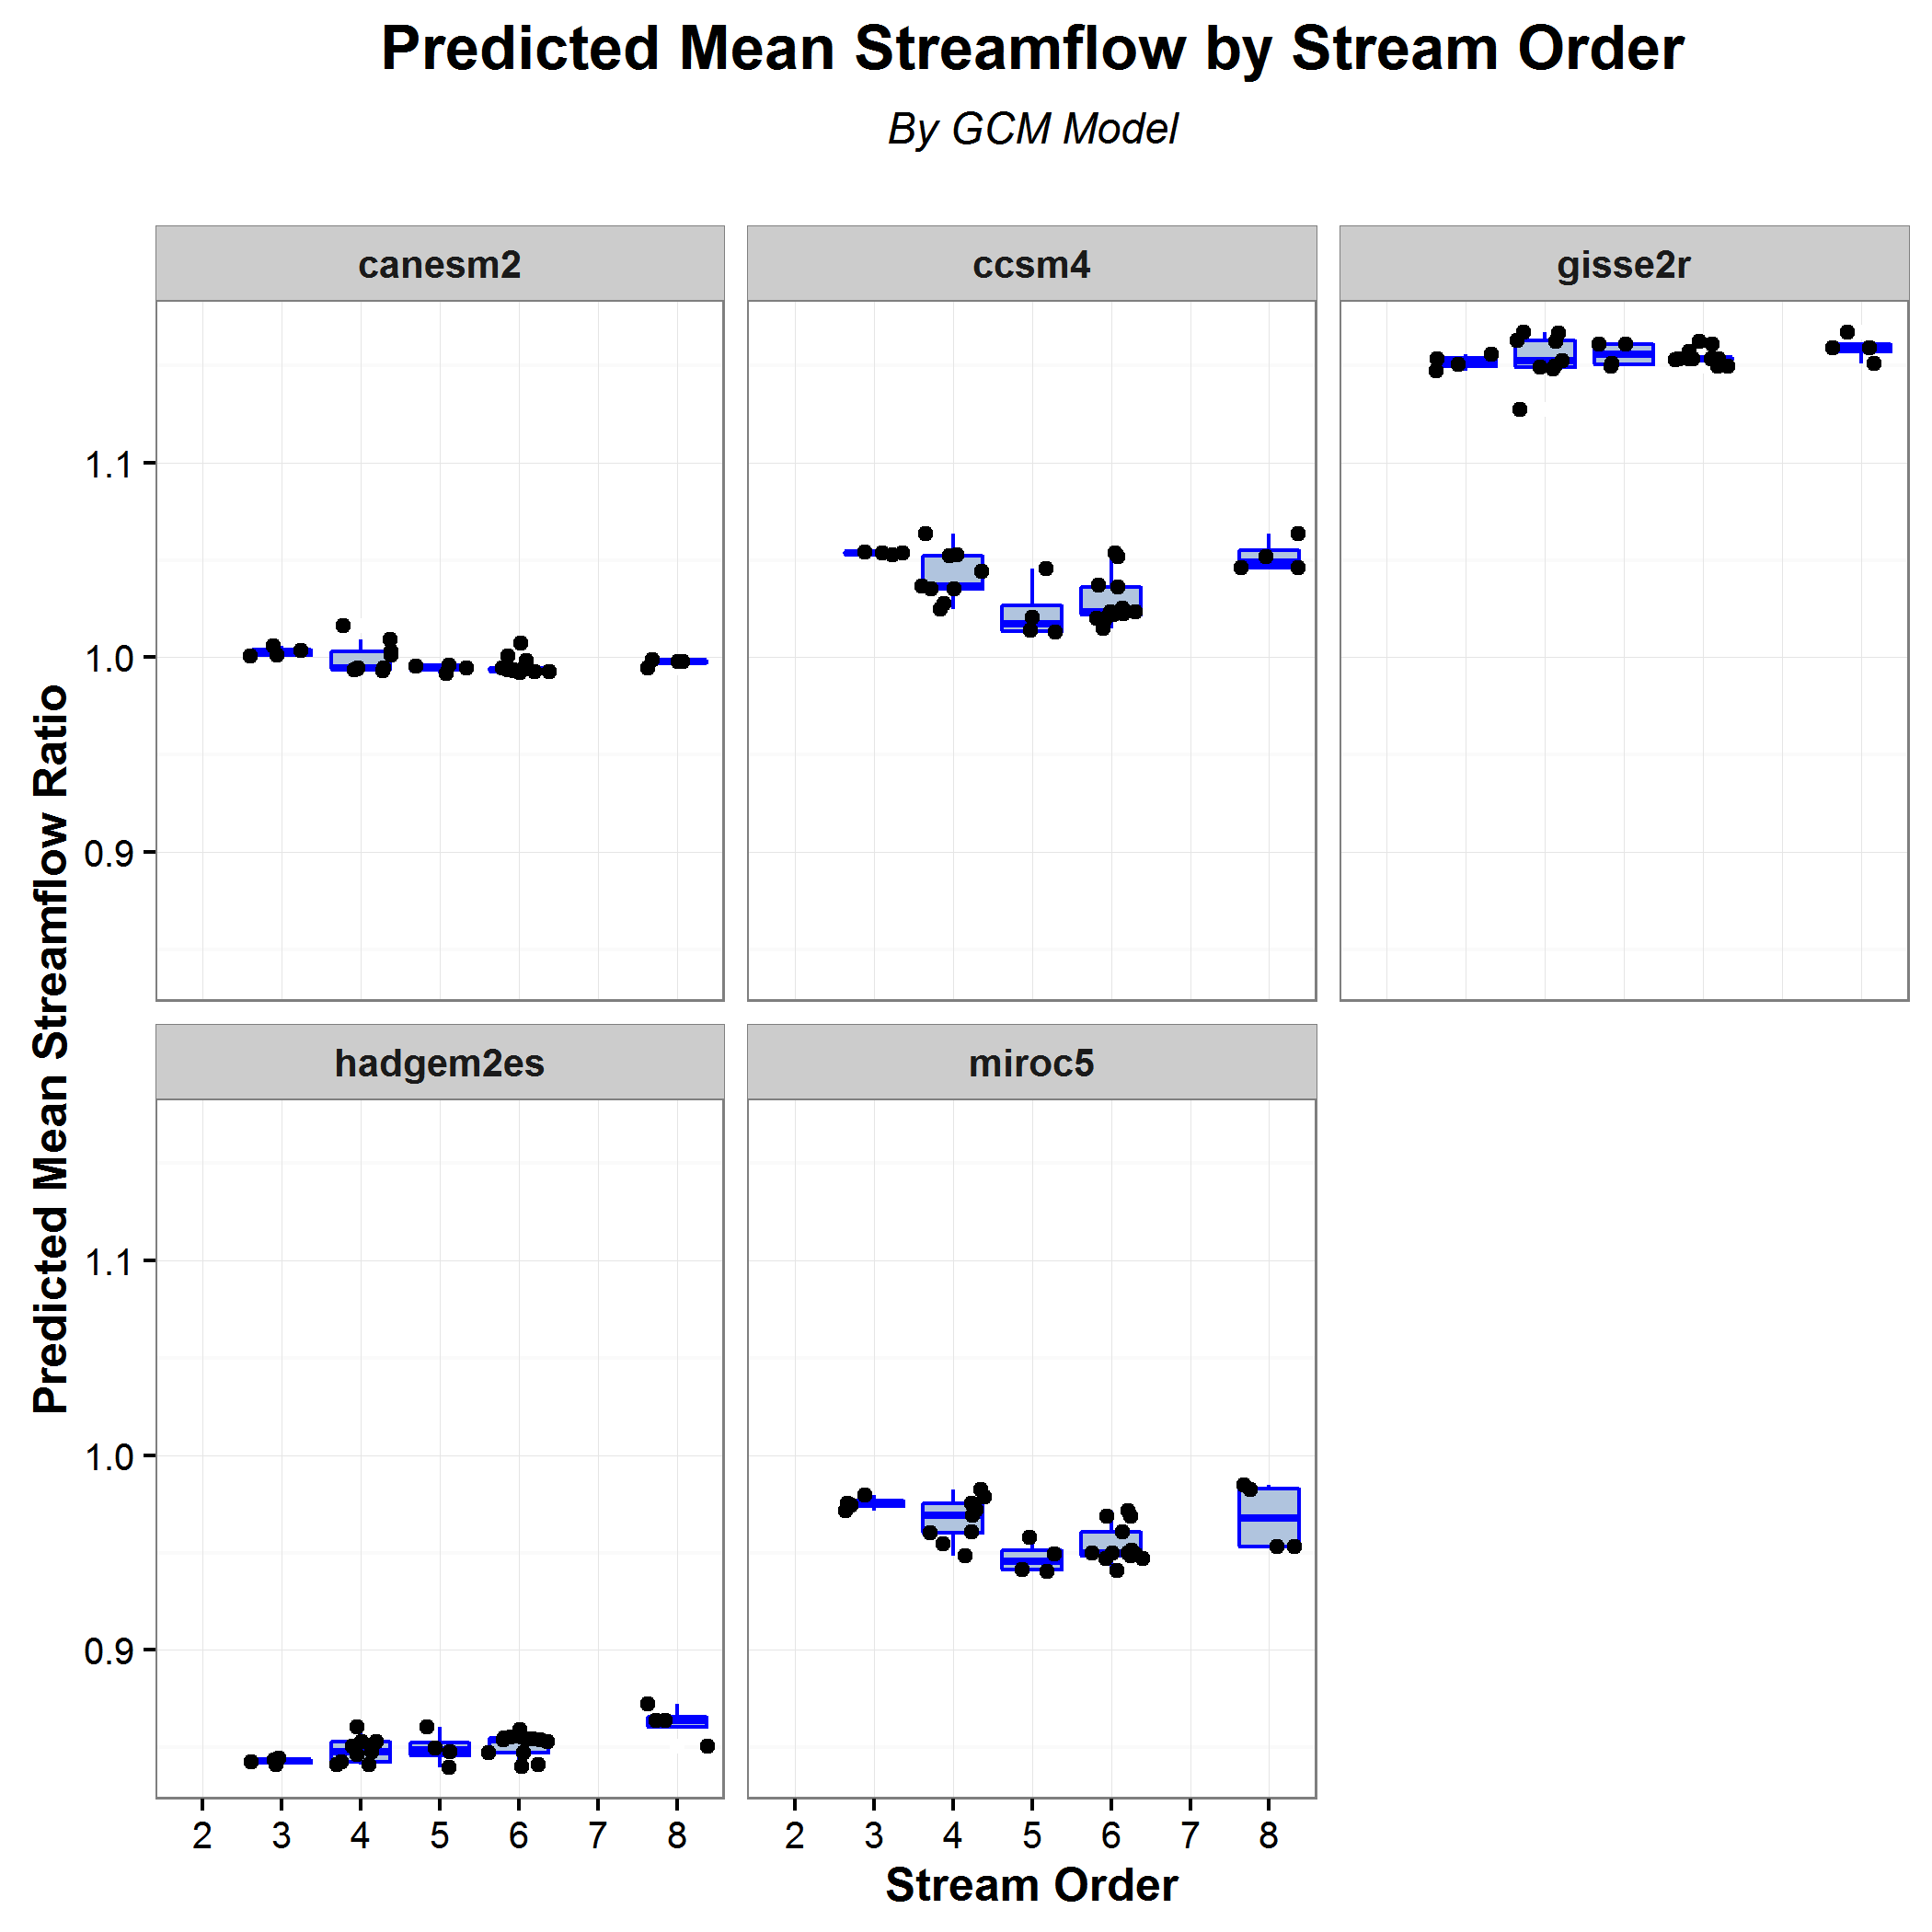 Predicted Mean Streamflow by Stream Order
By GCM Model
canesm2
ccsm4
gisse2r
1.1
1.0
0.9
Predicted Mean Streamflow Ratio
hadgem2es
miroc5
1.1
1.0
0.9
2 3 4 5 6 7 8
2 3 4 5 6 7 8
Stream Order